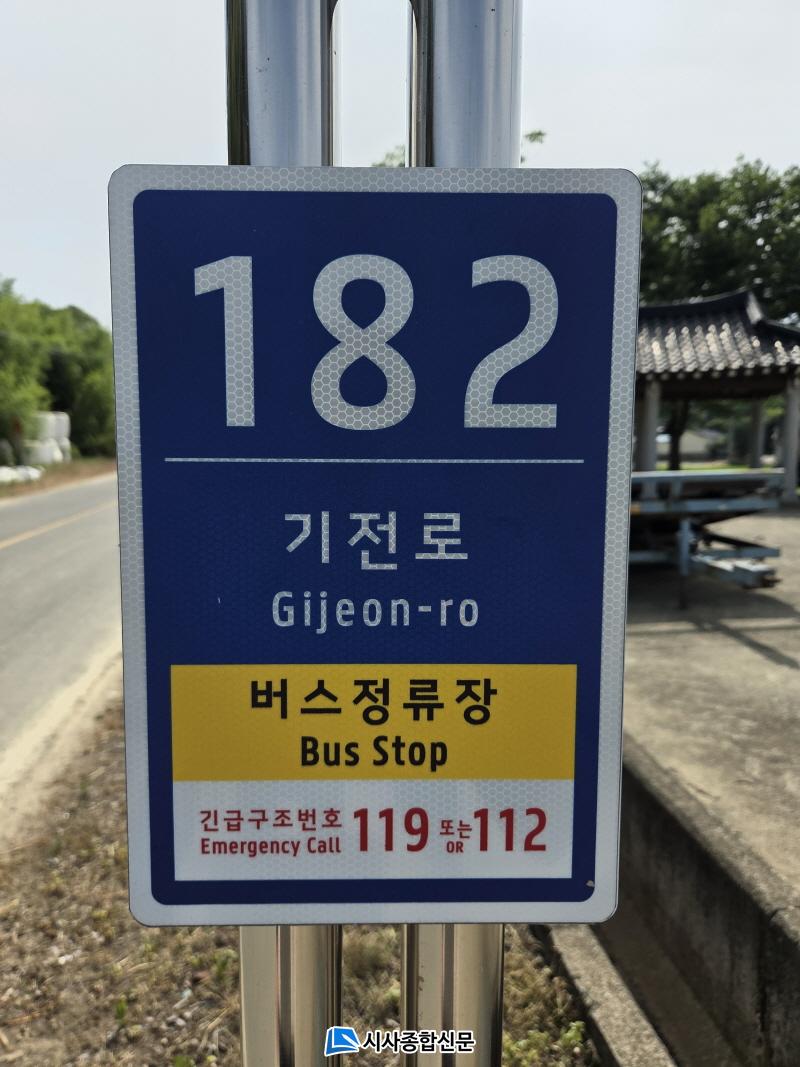 182
기전로
Gijeon-ro
버스정류장
Bus Stop
긴급구조번호 119 또는 112
Emergency Call OR
시사종합신문